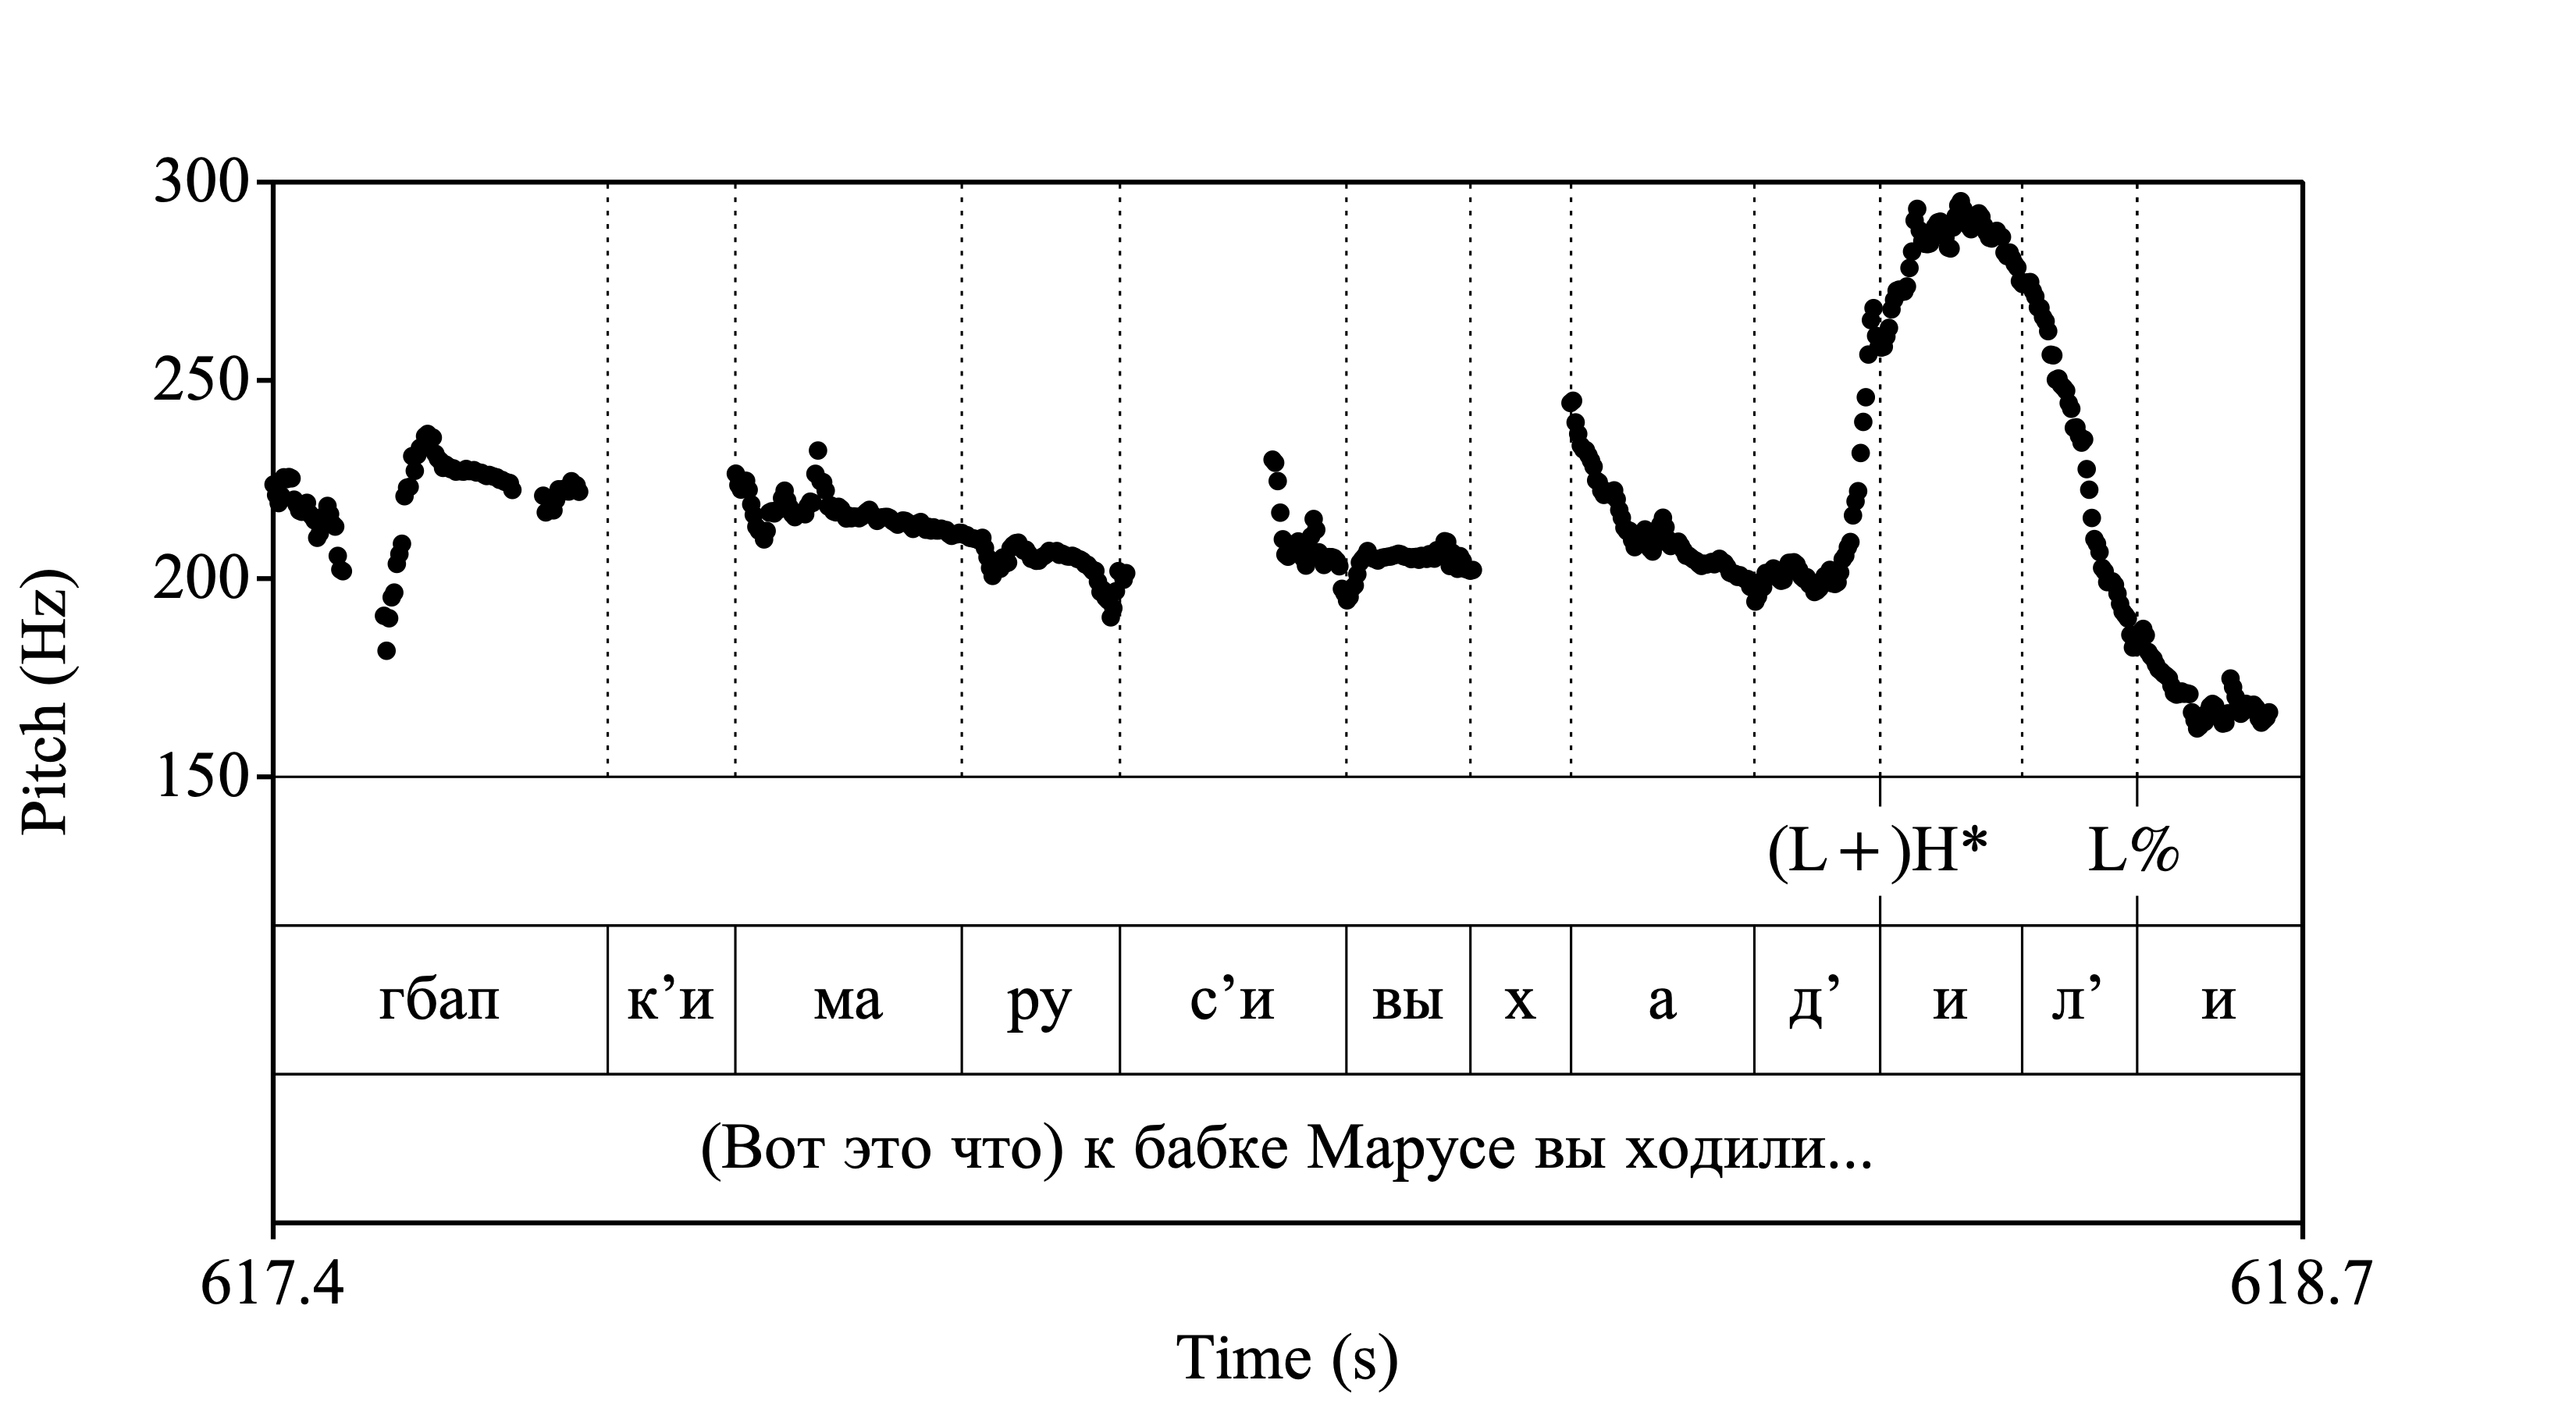 300
250
200
150
Pitch (Hz)
(L+)H* L%
гбап к’и ма ру с’и вы х а д’ и л’ и
(Вот это что) к бабке Марусе вы ходили...
617.4 618.7
Time (s)